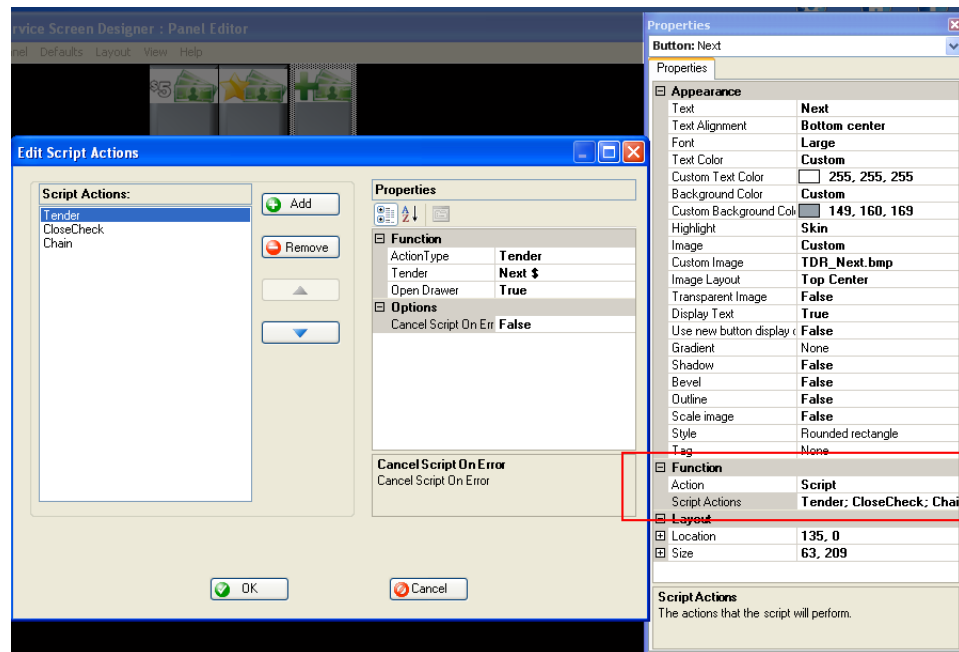 rvice Screen Designer : Panel Editor
nel Defaults Layout View Help
$5
Edit Script Actions
Script Actions:
Tender
CloseCheck
Chain
Add
Remove
Properties
Function
ActionType Tender
Tender Next $
Open Drawer True
Options
Cancel Script On Err False
Cancel Script On Error
Cancel Script On Error
OK
Cancel
Properties
Button: Next
Properties
Appearance
Text Next
Text Alignment Bottom center
Font Large
Text Color Custom
Custom Text Color 255, 255, 255
Background Color Custom
Custom Background Col 149, 160, 169
Highlight Skin
Image Custom
Custom Image TDR_Next.bmp
Image Layout Top Center
Transparent Image False
Display Text True
Use new button display False
Gradient None
Shadow False
Bevel False
Outline False
Scale image False
Style Rounded rectangle
Tag None
Function
Action Script
Script Actions Tender; CloseCheck; Chai
Layout
Location 135, 0
Size 63, 209
Script Actions
The actions that the script will perform.